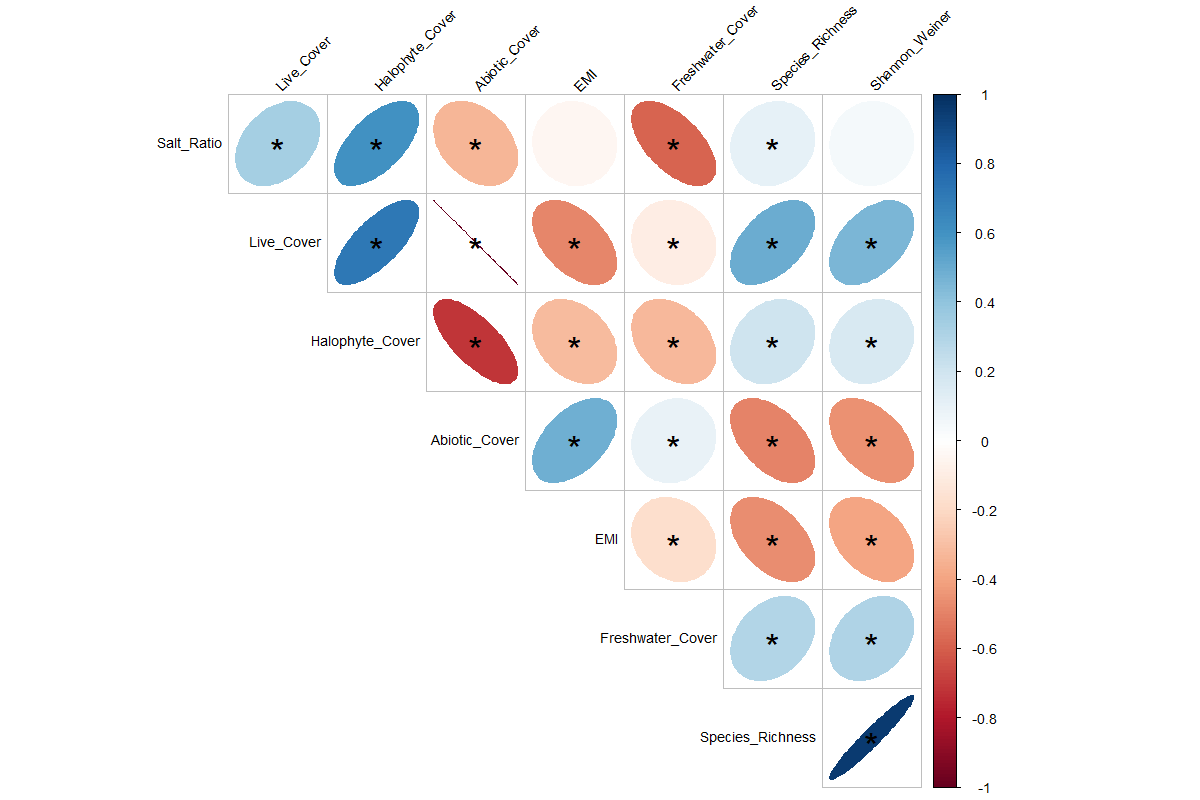 Live_Cover
Halophyte_Cover
Abiotic_Cover
EMI
Freshwater_Cover
Species_Richness
Shannon_Weiner
Salt_Ratio
* * * * *
Live_Cover
* * * * * *
Halophyte_Cover
* * * * *
Abiotic_Cover
* * * *
EMI
* * *
Freshwater_Cover
* *
Species_Richness
*
1
0.8
0.6
0.4
0.2
0
-0.2
-0.4
-0.6
-0.8
-1